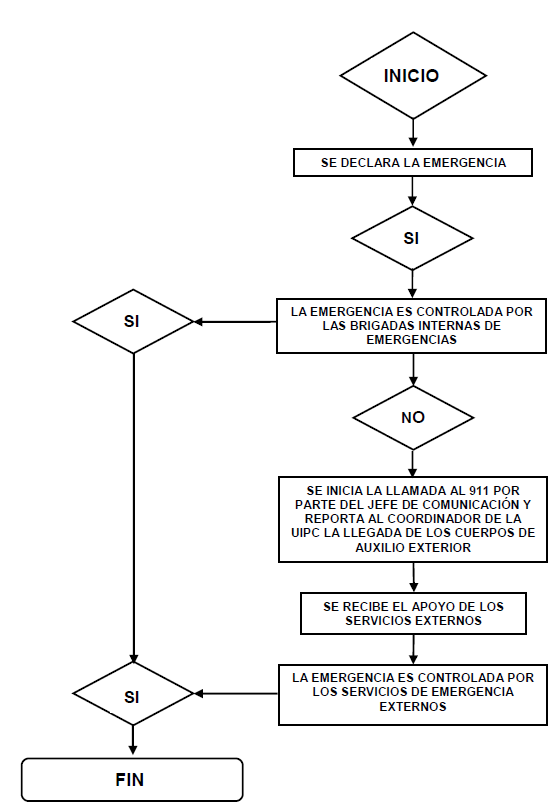 INICIO
SE DECLARA LA EMERGENCIA
SI
LA EMERGENCIA ES CONTROLADA POR
LAS BRIGADAS INTERNAS DE
EMERGENCIAS
SI
NO
SE INICIA LA LLAMADA AL 911 POR
PARTE DEL JEFE DE COMUNICACIÓN Y
REPORTA AL COORDINADOR DE LA
UIPC LA LLEGADA DE LOS CUERPOS DE
AUXILIO EXTERIOR
SE RECIBE EL APOYO DE LOS
SERVICIOS EXTERNOS
LA EMERGENCIA ES CONTROLADA POR
LOS SERVICIOS DE EMERGENCIA
EXTERNOS
SI
FIN